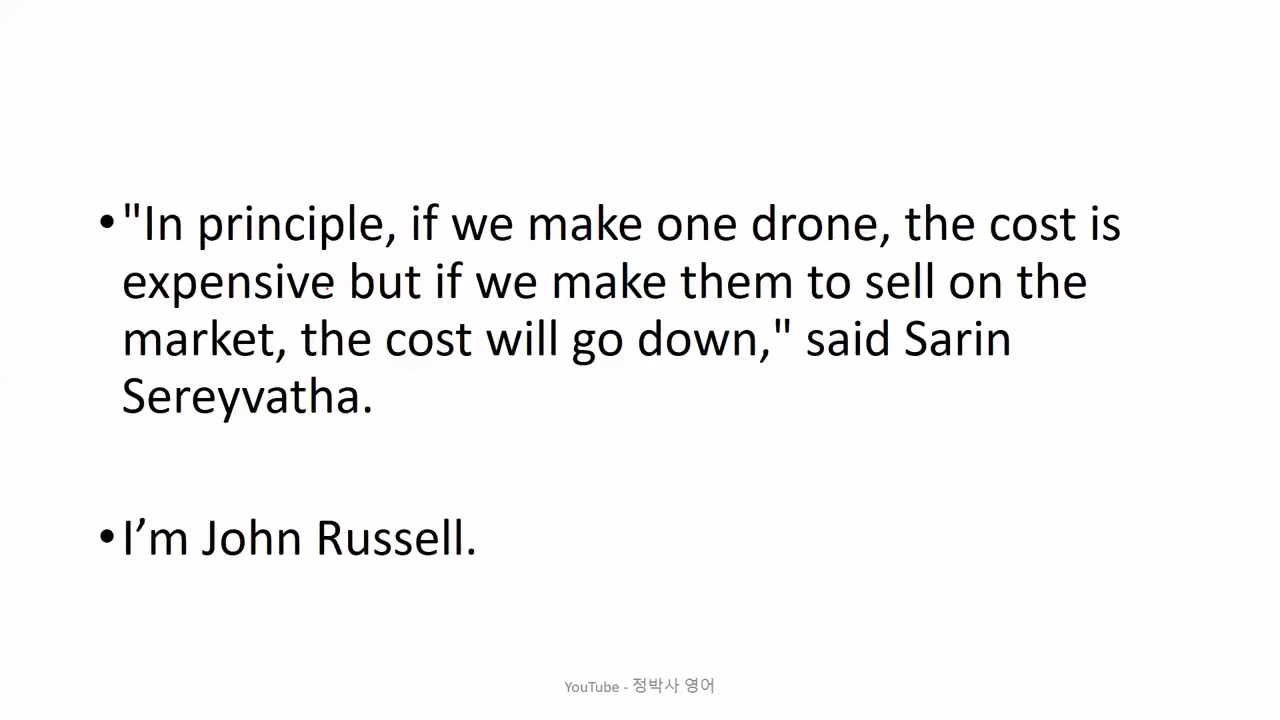 •"In principle, if we make one drone, the cost is
expensive but if we make them to sell on the
market, the cost will go down," said Sarin
Sereyvatha.
•I’m John Russell.
YouTube - 정박사 영어